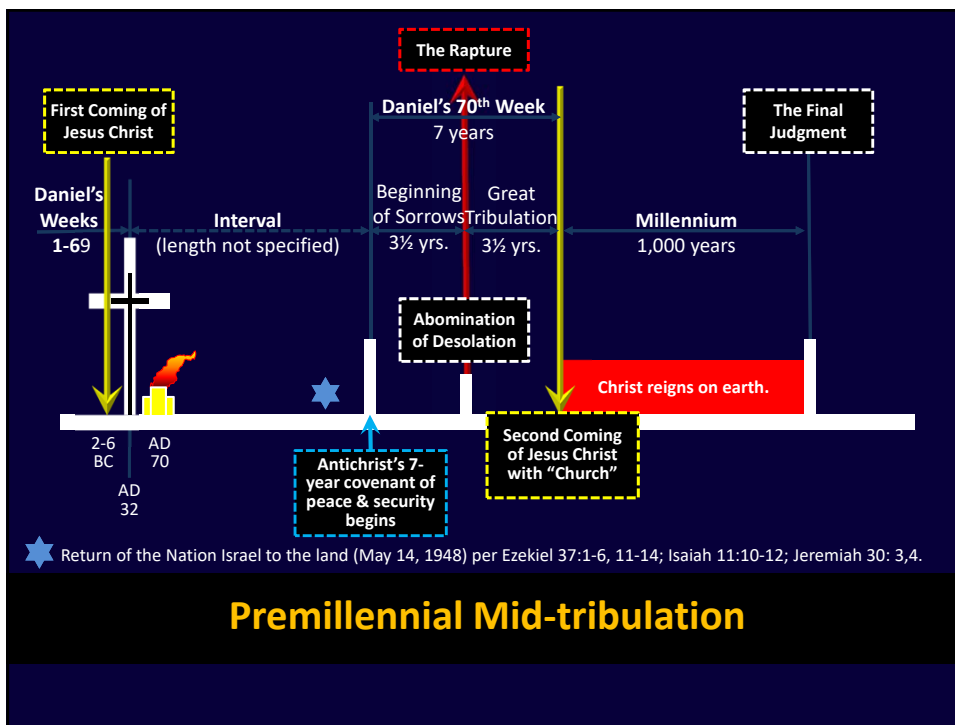 The Rapture
First Coming of
Jesus Christ
Daniel's 70th Week
7 years
The Final
Judgment
Daniel's
Weeks
1-69
Interval
(length not specified)
Beginning
of Sorrows
3½ yrs.
Great
Tribulation
3½ yrs.
Millennium
1,000 years
Abomination
of Desolation
Christ reigns on earth.
2-6
BC
AD
70
AD
32
Antichrist's 7-
year covenant of
peace & security
begins
Second Coming
of Jesus Christ
with "Church"
Return of the Nation Israel to the land (May 14, 1948) per Ezekiel 37:1-6, 11-14; Isaiah 11:10-12; Jeremiah 30: 3,4.
Premillennial Mid-tribulation